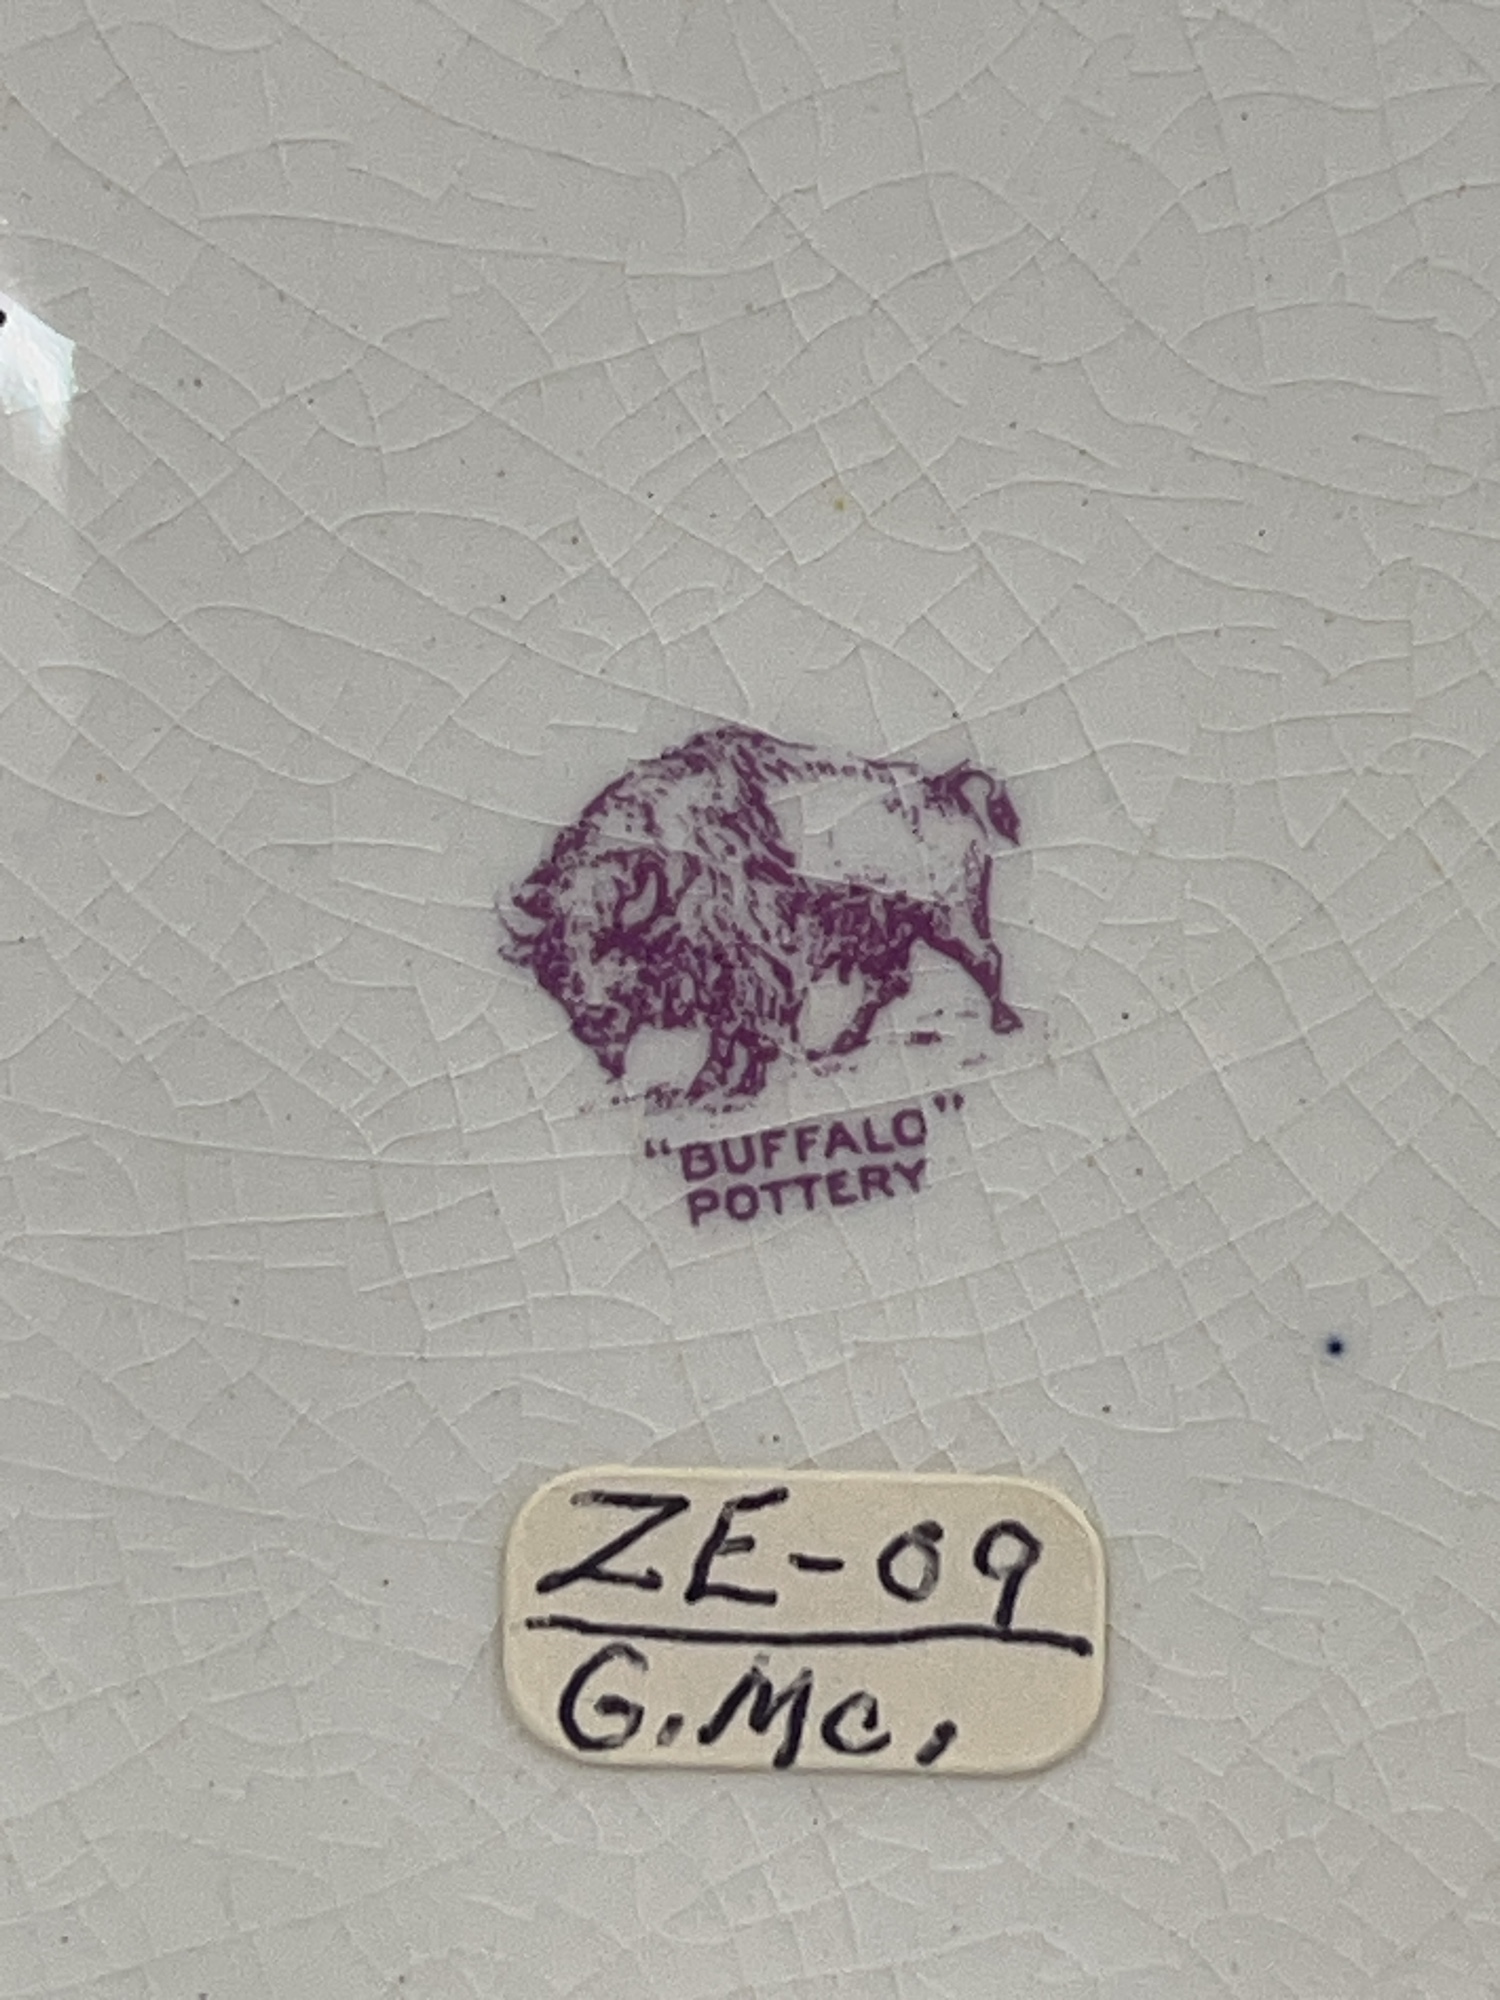 "BUFFALO"
POTTERY
ZE-09
G. Mc.